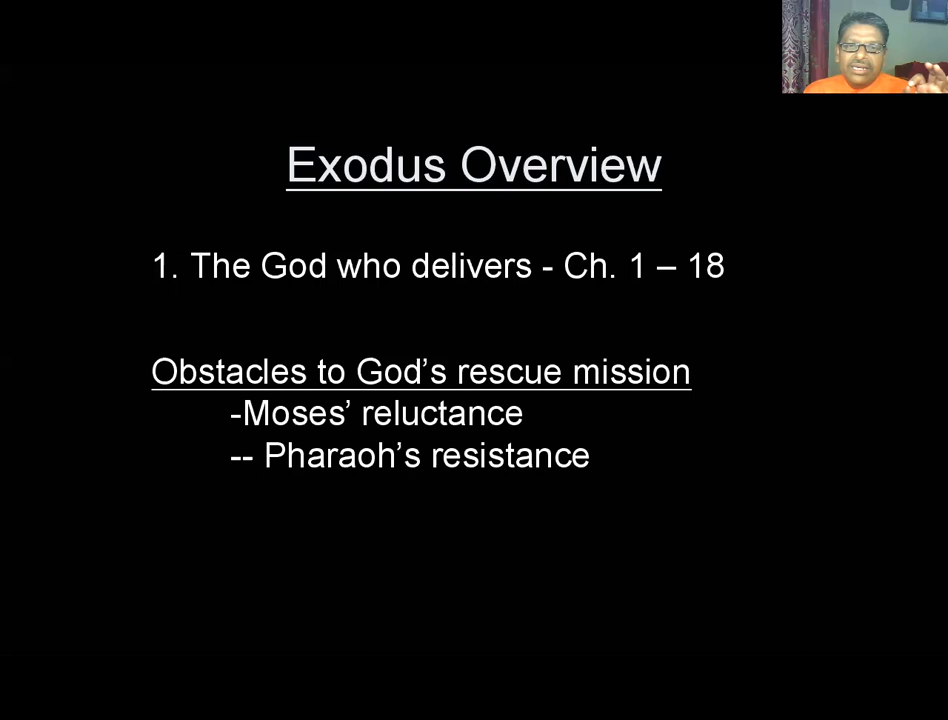 Exodus Overview
1. The God who delivers - Ch. 1 – 18
Obstacles to God’s rescue mission
-Moses’ reluctance
-- Pharaoh’s resistance